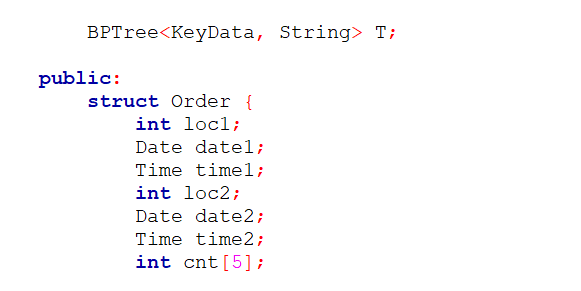 BPTree<KeyData, String> T;
public:
struct Order {
int loc1;
Date date1;
Time time1;
int loc2;
Date date2;
Time time2;
int cnt[5];